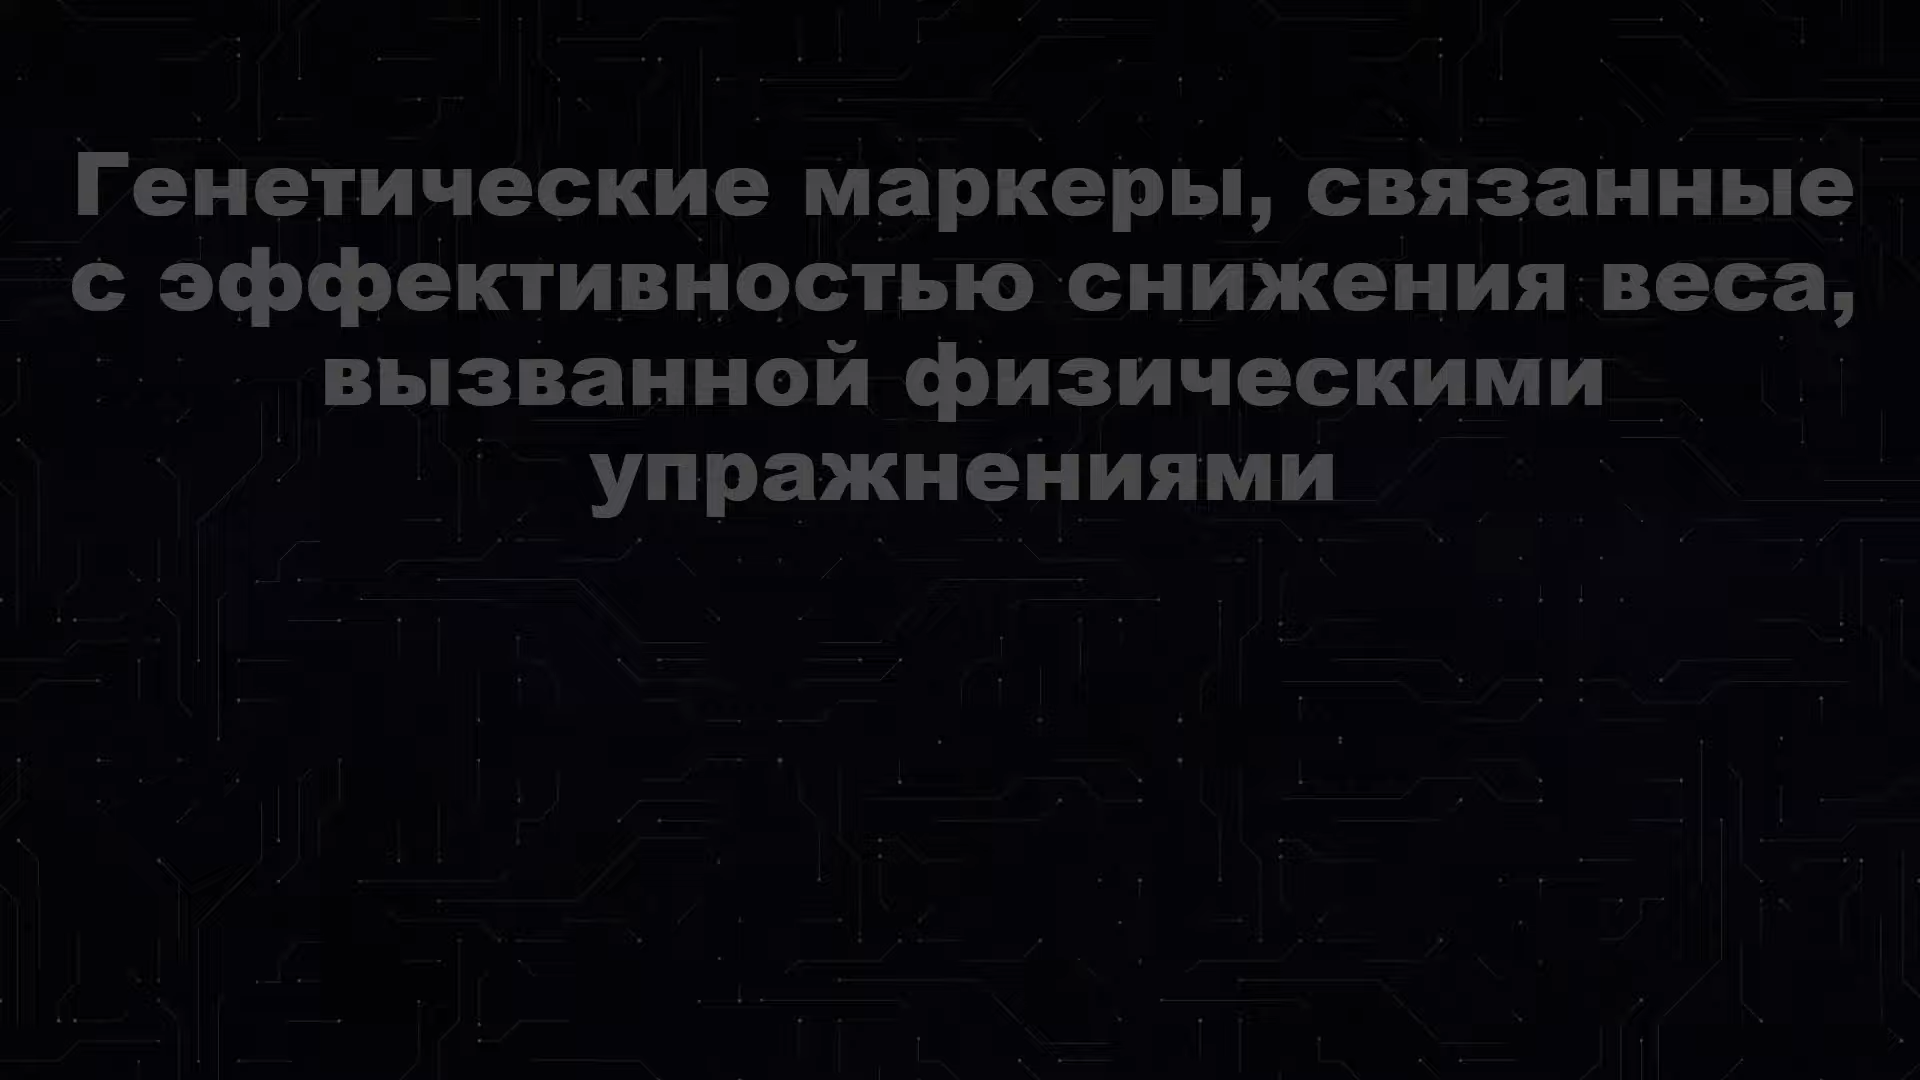 Генетические маркеры, связанные
с эффективностью снижения веса,
вызванной физическими
упражнениями